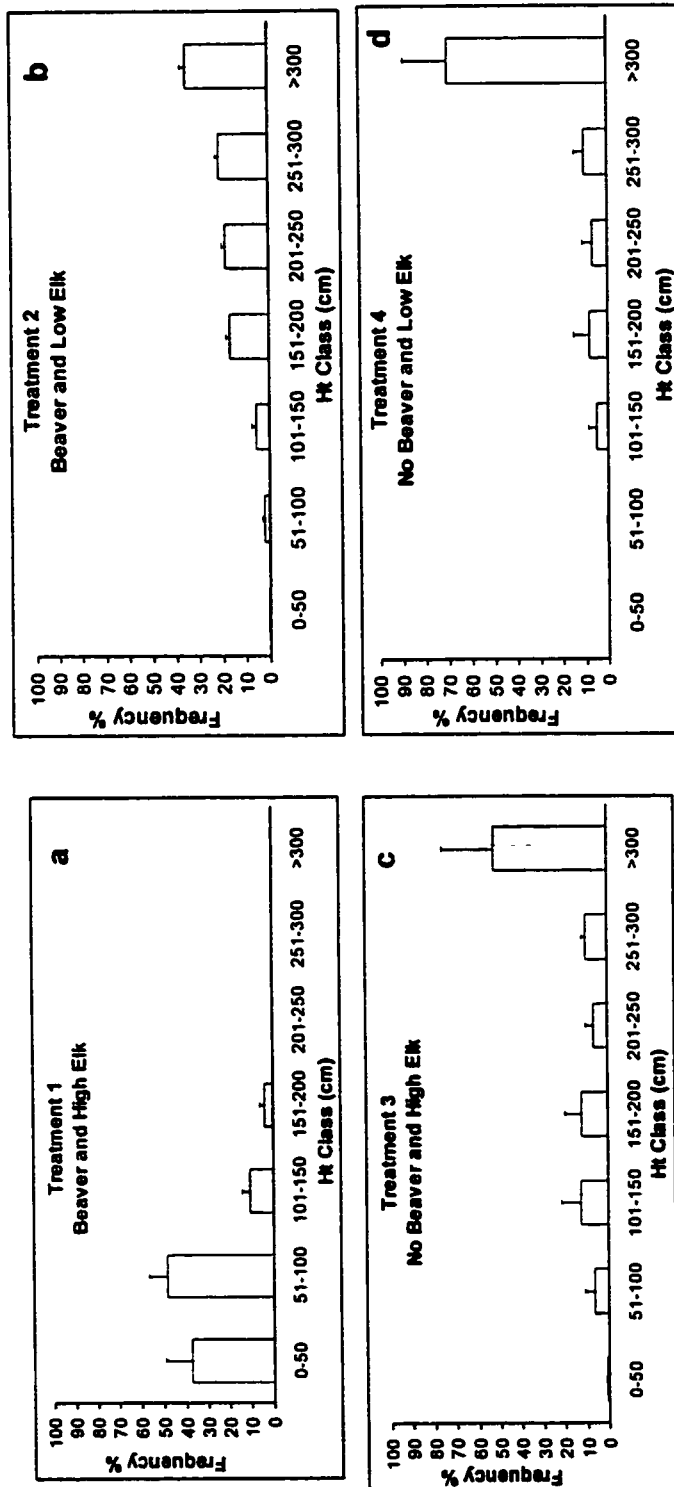 a
Treatment 1
Beaver and High Elk
Frequency %
100
90
80
70
60
50
40
30
20
10
0
0-50 51-100 101-150 151-200 201-250 251-300 >300
Ht Class (cm)
b
Treatment 2
Beaver and Low Elk
Frequency %
100
90
80
70
60
50
40
30
20
10
0
0-50 51-100 101-150 151-200 201-250 251-300 >300
Ht Class (cm)
c
Treatment 3
No Beaver and High Elk
Frequency %
100
90
80
70
60
50
40
30
20
10
0
0-50 51-100 101-150 151-200 201-250 251-300 >300
Ht Class (cm)
d
Treatment 4
No Beaver and Low Elk
Frequency %
100
90
80
70
60
50
40
30
20
10
0
0-50 51-100 101-150 151-200 201-250 251-300 >300
Ht Class (cm)